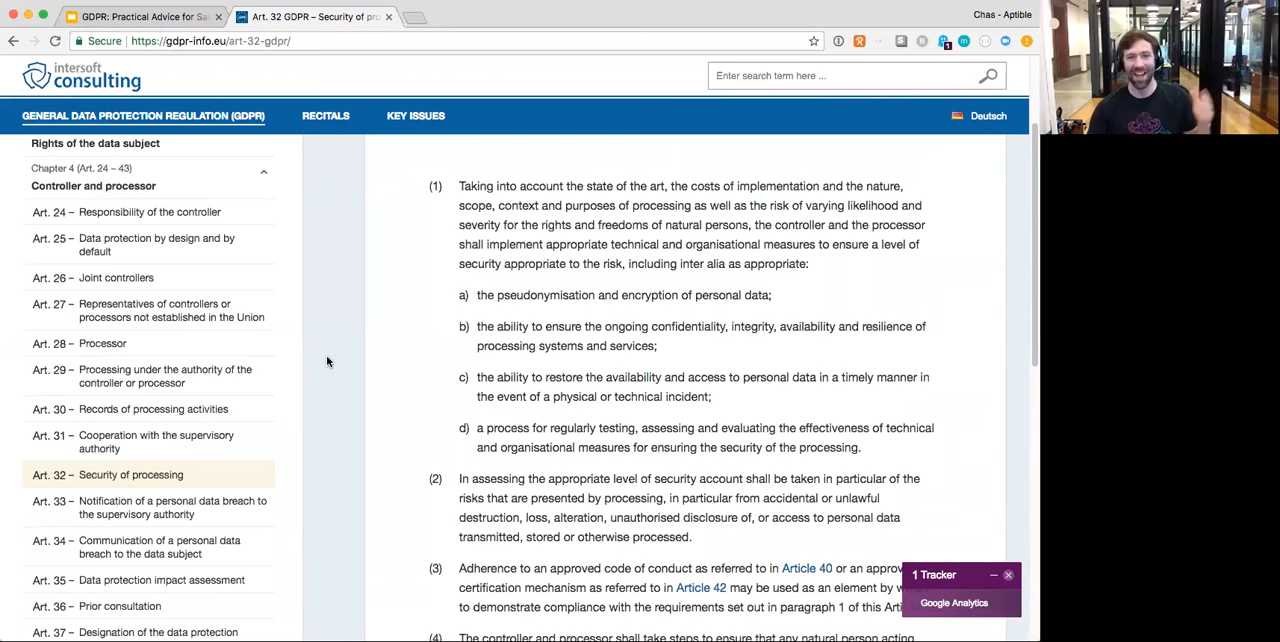 GDPR: Practical Advice for Sa
Art. 32 GDPR – Security of pro
Chas - Aptible
Secure
https://gdpr-info.eu/art-32-gdpr/
1
intersoft
consulting
Enter search term here ...
GENERAL DATA PROTECTION REGULATION (GDPR)
RECITALS
KEY ISSUES
Deutsch
Rights of the data subject
Chapter 4 (Art. 24 – 43)
Controller and processor
Art. 24 – Responsibility of the controller
Art. 25 – Data protection by design and by
default
Art. 26 – Joint controllers
Art. 27 – Representatives of controllers or
processors not established in the Union
Art. 28 – Processor
Art. 29 – Processing under the authority of the
controller or processor
Art. 30 – Records of processing activities
Art. 31 – Cooperation with the supervisory
authority
Art. 32 – Security of processing
Art. 33 – Notification of a personal data breach to
the supervisory authority
Art. 34 – Communication of a personal data
breach to the data subject
Art. 35 – Data protection impact assessment
Art. 36 – Prior consultation
Art. 37 – Designation of the data protection
(1) Taking into account the state of the art, the costs of implementation and the nature,
scope, context and purposes of processing as well as the risk of varying likelihood and
severity for the rights and freedoms of natural persons, the controller and the processor
shall implement appropriate technical and organisational measures to ensure a level of
security appropriate to the risk, including inter alia as appropriate:
a) the pseudonymisation and encryption of personal data;
b) the ability to ensure the ongoing confidentiality, integrity, availability and resilience of
processing systems and services;
c) the ability to restore the availability and access to personal data in a timely manner in
the event of a physical or technical incident;
d) a process for regularly testing, assessing and evaluating the effectiveness of technical
and organisational measures for ensuring the security of the processing.
(2) In assessing the appropriate level of security account shall be taken in particular of the
risks that are presented by processing, in particular from accidental or unlawful
destruction, loss, alteration, unauthorised disclosure of, or access to personal data
transmitted, stored or otherwise processed.
(3) Adherence to an approved code of conduct as referred to in Article 40 or an approv
certification mechanism as referred to in Article 42 may be used as an element by
to demonstrate compliance with the requirements set out in paragraph 1 of this Arti
(4) The controller and processor shall take steps to ensure that any natural person acting
1 Tracker
Google Analytics